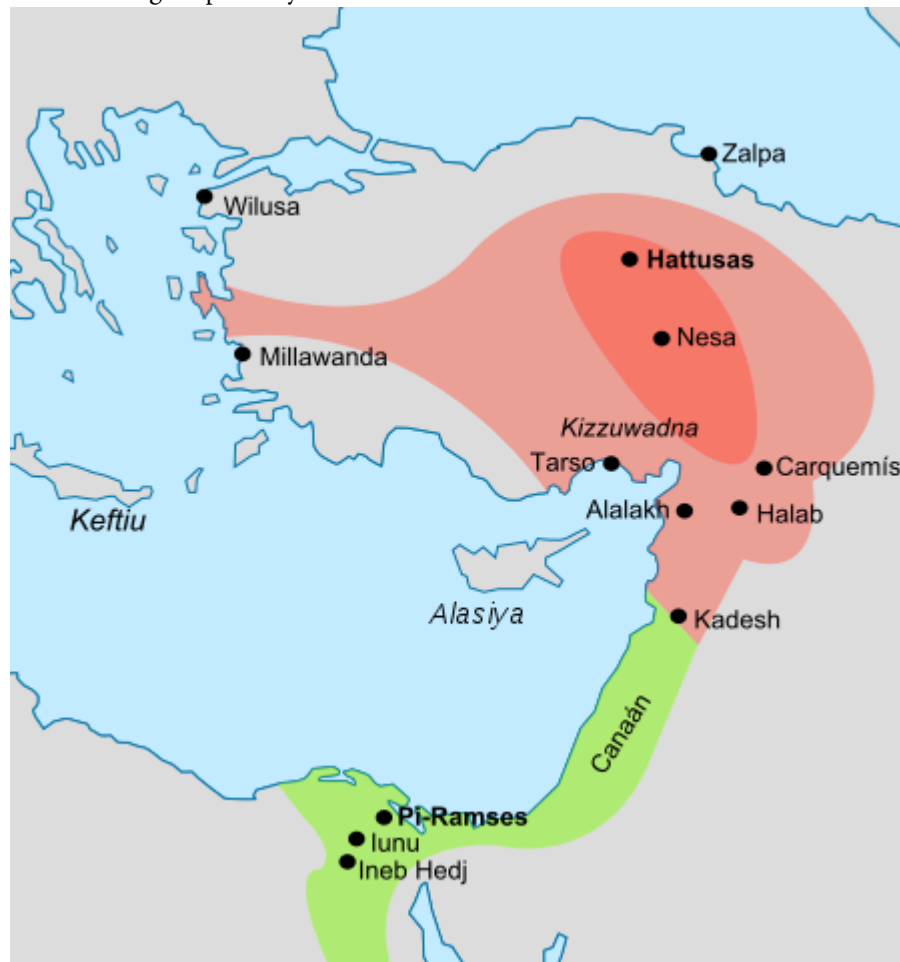 Zalpa
Wilusa
Hattusas
Nesa
Millawanda
Kizzuwadna
Tarso
Carquemís
Alalakh
Halab
Keftiu
Alasiya
Kadesh
Canaán
Pi-Ramses
Iunu
Ineb Hedj